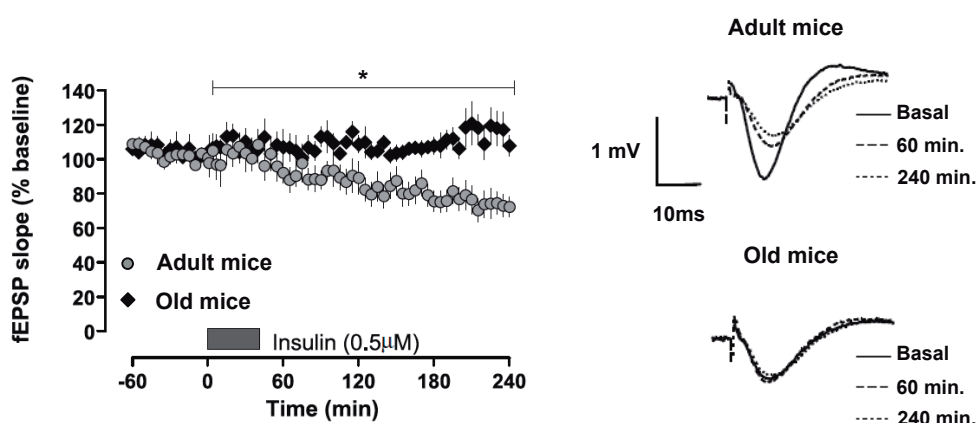 fEPSP slope (% baseline)
140
120
100
80
60
40
20
0
*
Adult mice
Old mice
Insulin (0.5μM)
-60 0 60 120 180 240
Time (min)
Adult mice
Basal
60 min.
240 min.
1 mV
10ms
Old mice
Basal
60 min.
240 min.